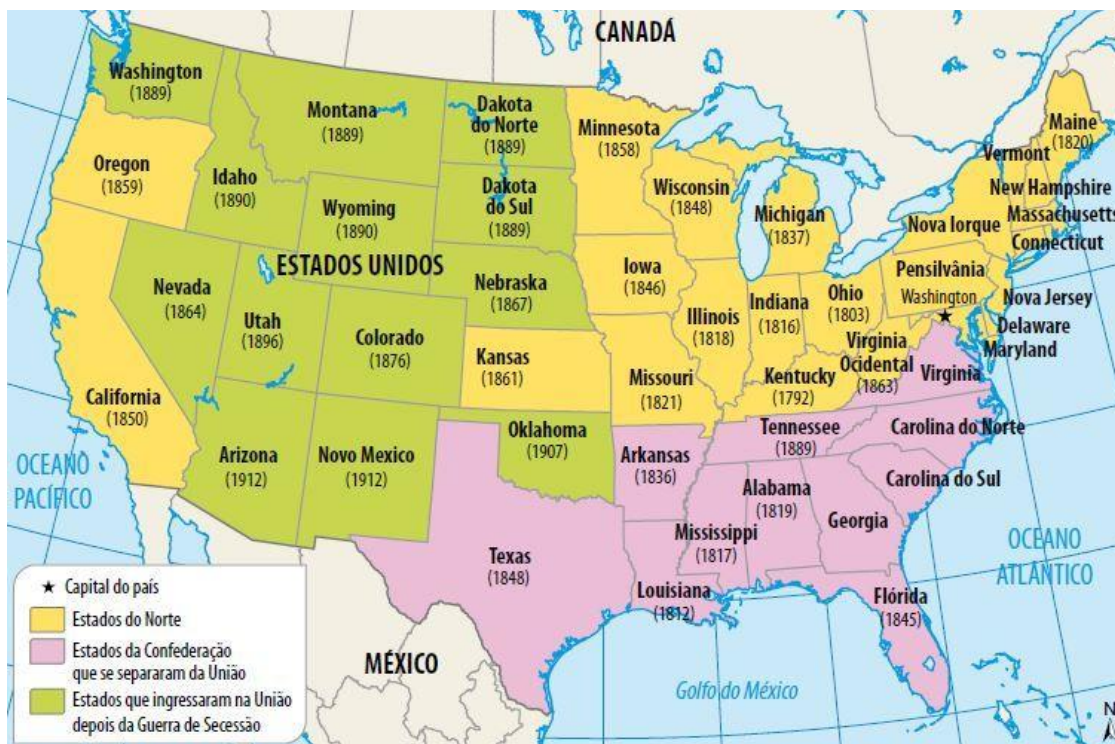 CANADÁ
Washington
(1889)
Montana
(1889)
Dakota
do Norte
(1889)
Minnesota
(1858)
Maine
(1820)
Vermont
Oregon
(1859)
Idaho
(1890)
Dakota
do Sul
(1889)
Wisconsin
(1848)
New Hampshire
Wyoming
(1890)
Michigan
(1837)
Nova Iorque
Massachusetts
Connecticut
ESTADOS UNIDOS
Nevada
(1864)
Utah
(1896)
Nebraska
(1867)
Iowa
(1846)
Pensilvânia
Washington
Nova Jersey
Colorado
(1876)
Illinois
(1818)
Indiana
(1816)
Ohio
(1803)
Delaware
Maryland
Virginia
Ocidental
(1863)
Kansas
(1861)
Missouri
(1821)
Kentucky
(1792)
Virginia
California
(1850)
Oklahoma
(1907)
Tennessee
(1889)
Carolina do Norte
OCEANO
PACÍFICO
Arizona
(1912)
Novo Mexico
(1912)
Arkansas
(1836)
Alabama
(1819)
Carolina do Sul
Mississippi
(1817)
Georgia
OCEANO
ATLÂNTICO
Texas
(1848)
Louisiana
(1812)
Flórida
(1845)
Capital do país
Estados do Norte
Estados da Confederação
que se separaram da União
Estados que ingressaram na União
depois da Guerra de Secessão
MÉXICO
Golfo do México
N